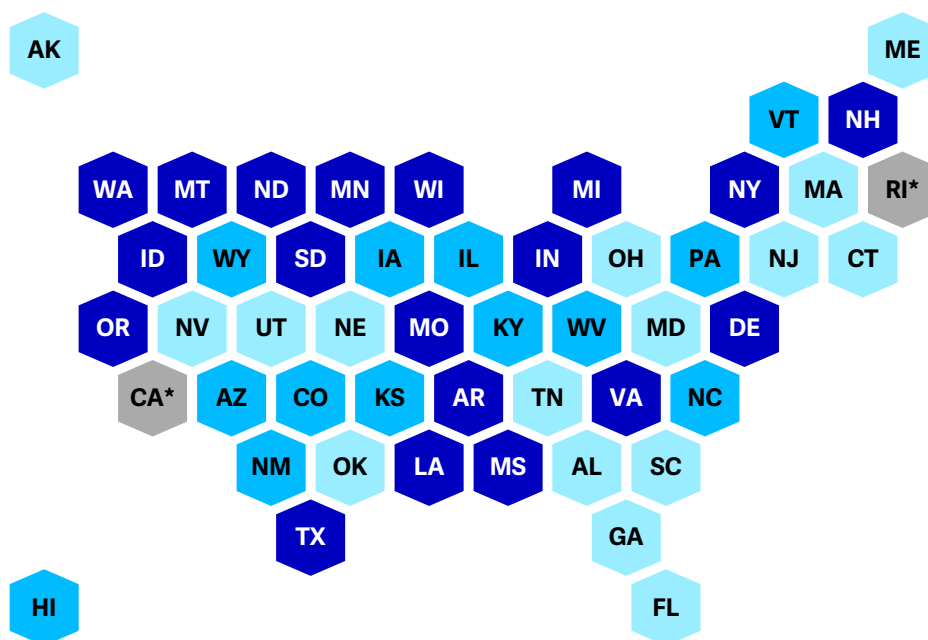 AK ME
VT NH
WA MT ND MN WI MI NY MA RI*
ID WY SD IA IL IN OH PA NJ CT
OR NV UT NE MO KY WV MD DE
CA* AZ CO KS AR TN VA NC
NM OK LA MS AL SC
TX GA
HI FL